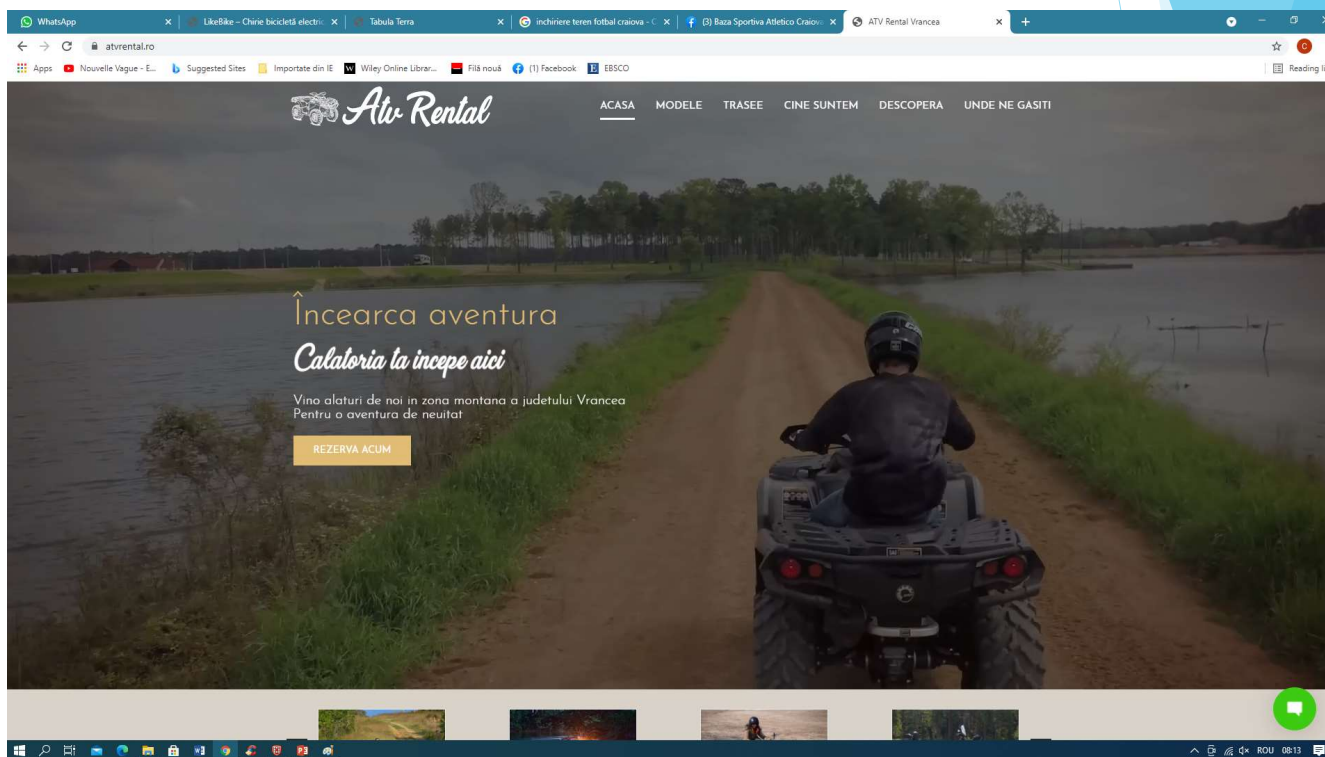 WhatsApp
LikeBike – Chirie bicicletă electric
Tabula Terra
inchiriere teren fotbal craiova - C
(3) Baza Sportiva Atletico Craiova
ATV Rental Vrancea
atvrental.ro
C
Apps
Nouvelle Vague - E...
Suggested Sites
Importate din IE
Wiley Online Librar...
Filă nouă
(1) Facebook
EBSCO
Reading li
Atv Rental
ACASA MODELE TRASEE CINE SUNTEM DESCOPERA UNDE NE GASITI
Încearca aventura
Calatoria ta incepe aici
Vino alaturi de noi in zona montana a judetului Vrancea
Pentru o aventura de neuitat
REZERVA ACUM
ROU 08:13